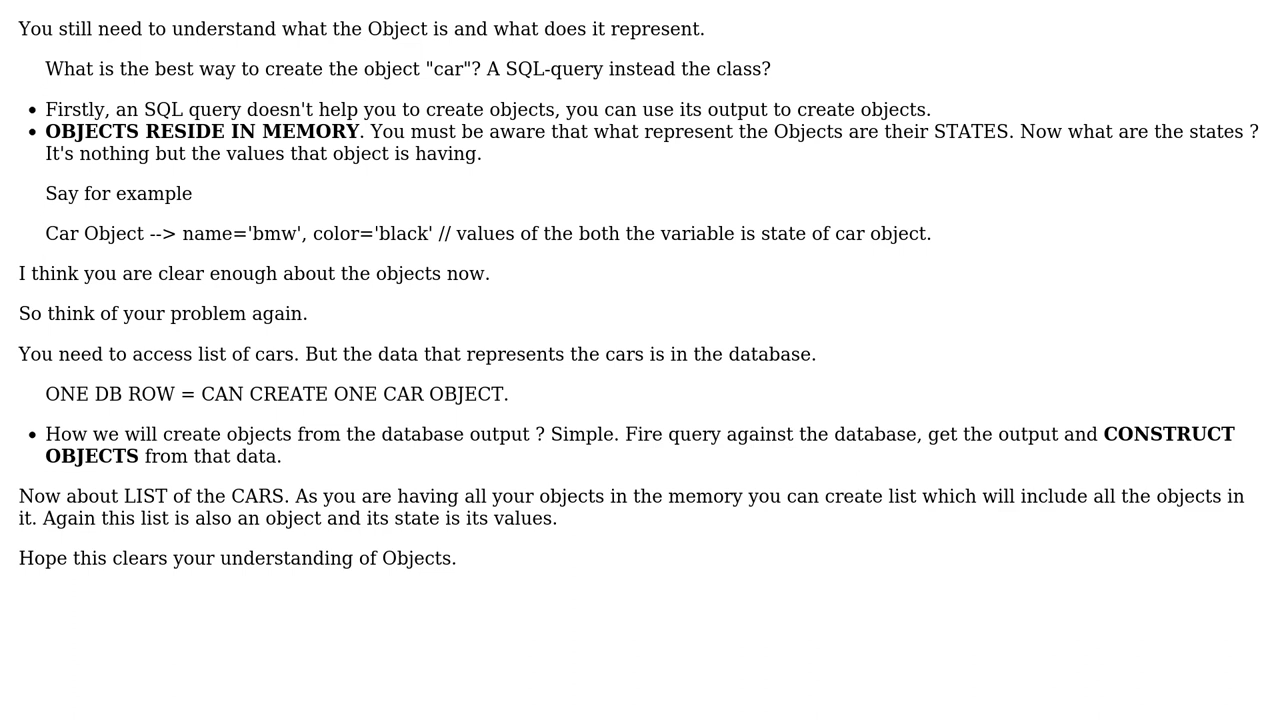 You still need to understand what the Object is and what does it represent.
What is the best way to create the object "car"? A SQL-query instead the class?
• Firstly, an SQL query doesn't help you to create objects, you can use its output to create objects.
• OBJECTS RESIDE IN MEMORY. You must be aware that what represent the Objects are their STATES. Now what are the states ?
It's nothing but the values that object is having.
Say for example
Car Object --> name='bmw', color='black' // values of the both the variable is state of car object.
I think you are clear enough about the objects now.
So think of your problem again.
You need to access list of cars. But the data that represents the cars is in the database.
ONE DB ROW = CAN CREATE ONE CAR OBJECT.
• How we will create objects from the database output ? Simple. Fire query against the database, get the output and CONSTRUCT
OBJECTS from that data.
Now about LIST of the CARS. As you are having all your objects in the memory you can create list which will include all the objects in
it. Again this list is also an object and its state is its values.
Hope this clears your understanding of Objects.